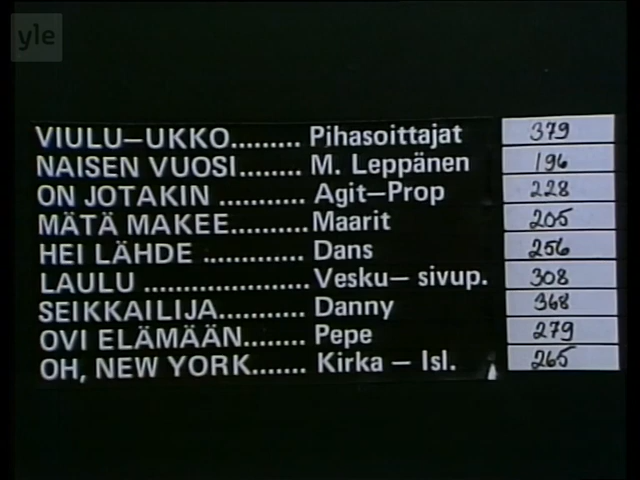 yle
VIULU–UKKO......... Pihasoittajat 379
NAISEN VUOSI........ M. Leppänen 196
ON JOTAKIN ........... Agit–Prop 228
MÄTÄ MAKEE.......... Maarit 205
HEI LÄHDE ............. Dans 256
LAULU ..................... Vesku– sivup. 308
SEIKKAILIJA........... Danny 368
OVI ELÄMÄÄN........ Pepe 279
OH, NEW YORK....... Kirka – Isl. 265